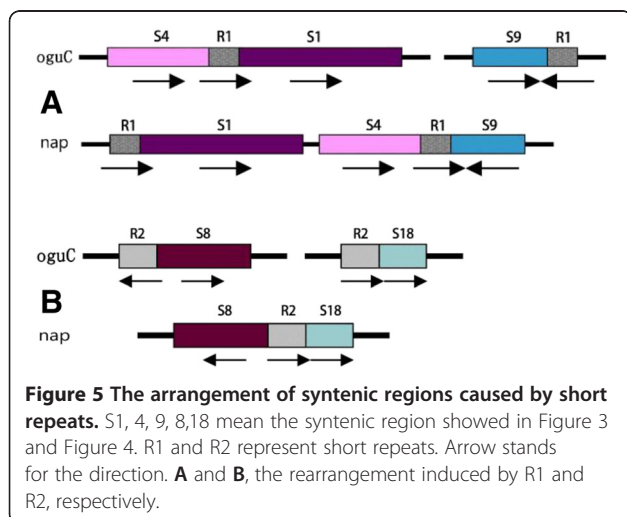 S4 R1 S1 S9 R1
oguC
A
R1 S1 S4 R1 S9
nap
R2 S8 R2 S18
oguC
B
S8 R2 S18
nap
Figure 5 The arrangement of syntenic regions caused by short
repeats. S1, 4, 9, 8,18 mean the syntenic region showed in Figure 3
and Figure 4. R1 and R2 represent short repeats. Arrow stands
for the direction. A and B, the rearrangement induced by R1 and
R2, respectively.